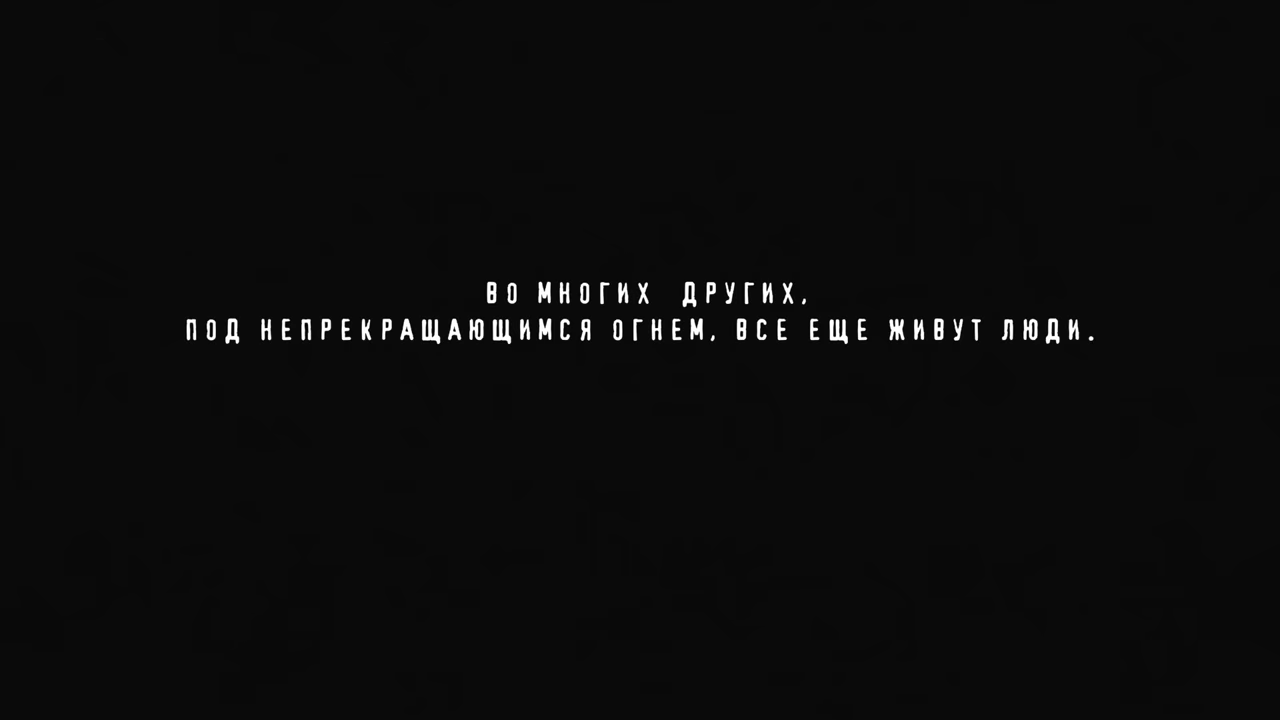 ВО МНОГИХ ДРУГИХ,
ПОД НЕПРЕКРАЩАЮЩИМСЯ ОГНЕМ, ВСЕ ЕЩЕ ЖИВУТ ЛЮДИ.